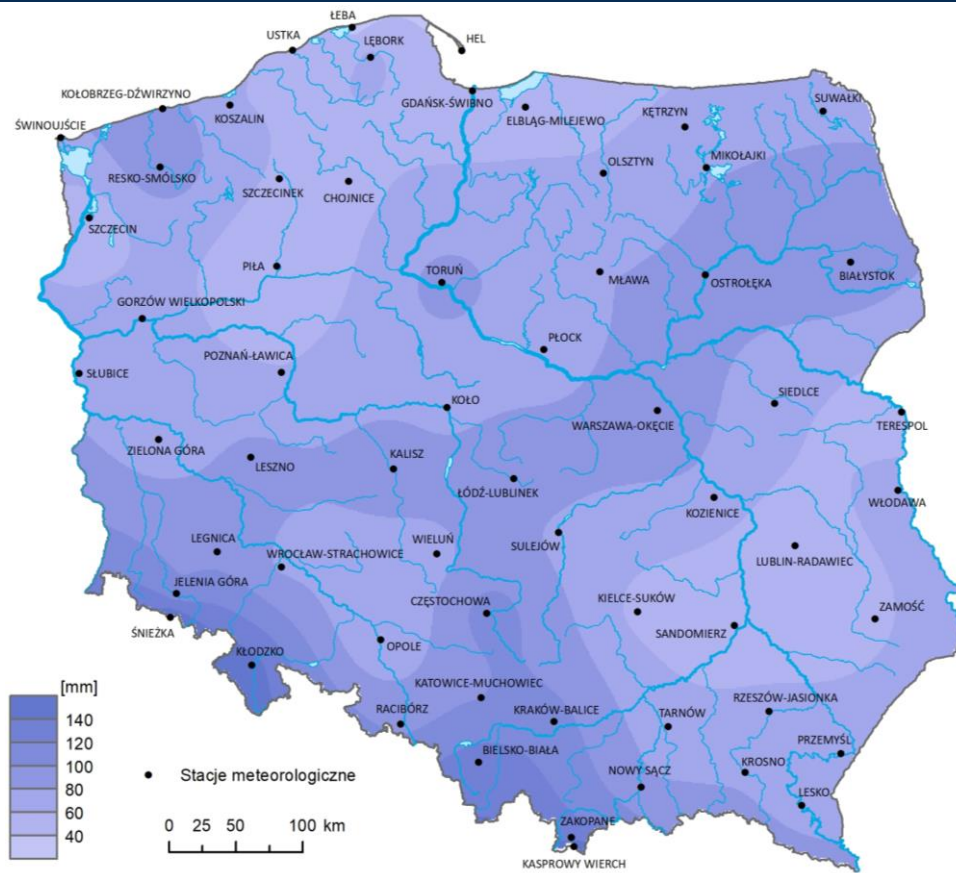 ŁEBA
USTKA
LĘBORK
HEL
KOŁOBRZEG-DŹWIRZYNO
KOSZALIN
GDAŃSK-ŚWIBNO
ELBLĄG-MILEJEWO
KĘTRZYN
SUWAŁKI
ŚWINOUJŚCIE
RESKO-SMÓLSKO
SZCZECINEK
CHOJNICE
OLSZTYN
MIKOŁAJKI
SZCZECIN
PIŁA
TORUŃ
MŁAWA
OSTROŁĘKA
BIAŁYSTOK
GORZÓW WIELKOPOLSKI
PŁOCK
POZNAŃ-ŁAWICA
SŁUBICE
KOŁO
WARSZAWA-OKĘCIE
SIEDLCE
TERESPOL
ZIELONA GÓRA
LESZNO
KALISZ
ŁÓDŹ-LUBLINEK
KOZIENICE
WŁODAWA
LEGNICA
WROCŁAW-STRACHOWICE
WIELUŃ
SULEJÓW
LUBLIN-RADAWIEC
JELENIA GÓRA
CZĘSTOCHOWA
KIELCE-SUKÓW
ZAMOŚĆ
ŚNIEŻKA
SANDOMIERZ
OPOLE
KŁODZKO
KATOWICE-MUCHOWIEC
RZESZÓW-JASIONKA
RACIBÓRZ
KRAKÓW-BALICE
TARNÓW
PRZEMYŚL
BIELSKO-BIAŁA
NOWY SĄCZ
KROSNO
LESKO
ZAKOPANE
KASPROWY WIERCH
[mm]
140
120
100
80
60
40
Stacje meteorologiczne
0 25 50 100 km